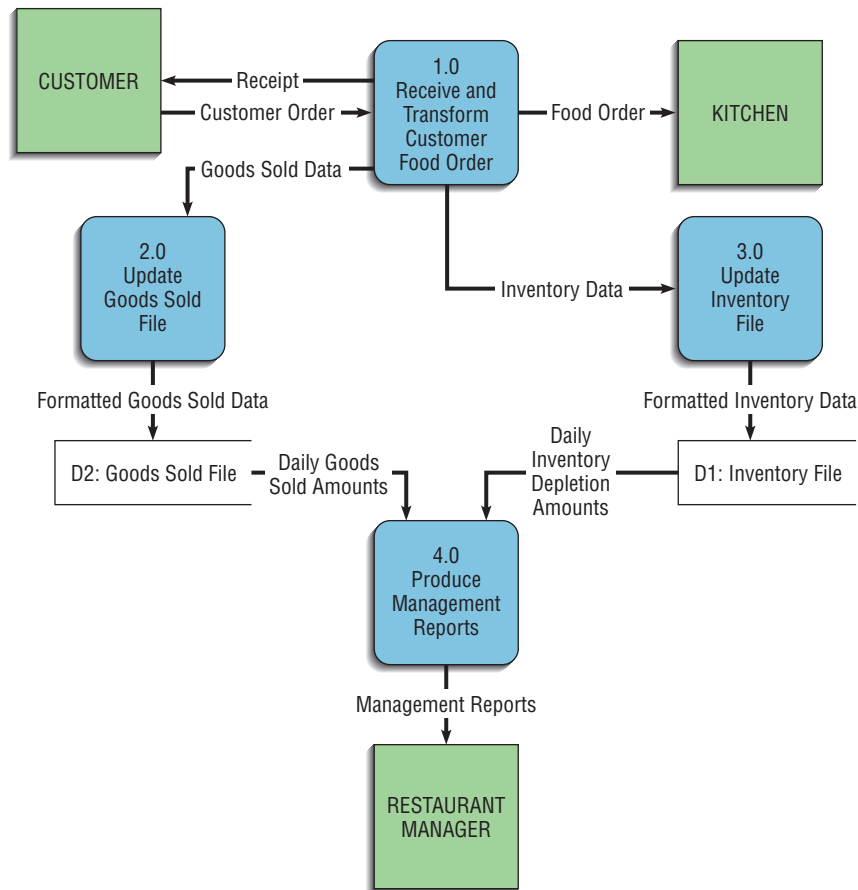 CUSTOMER
Receipt
Customer Order
1.0
Receive and
Transform
Customer
Food Order
Food Order
KITCHEN
Goods Sold Data
2.0
Update
Goods Sold
File
Inventory Data
3.0
Update
Inventory
File
Formatted Goods Sold Data
Formatted Inventory Data
D2: Goods Sold File
Daily Goods
Sold Amounts
Daily
Inventory
Depletion
Amounts
D1: Inventory File
4.0
Produce
Management
Reports
Management Reports
RESTAURANT
MANAGER